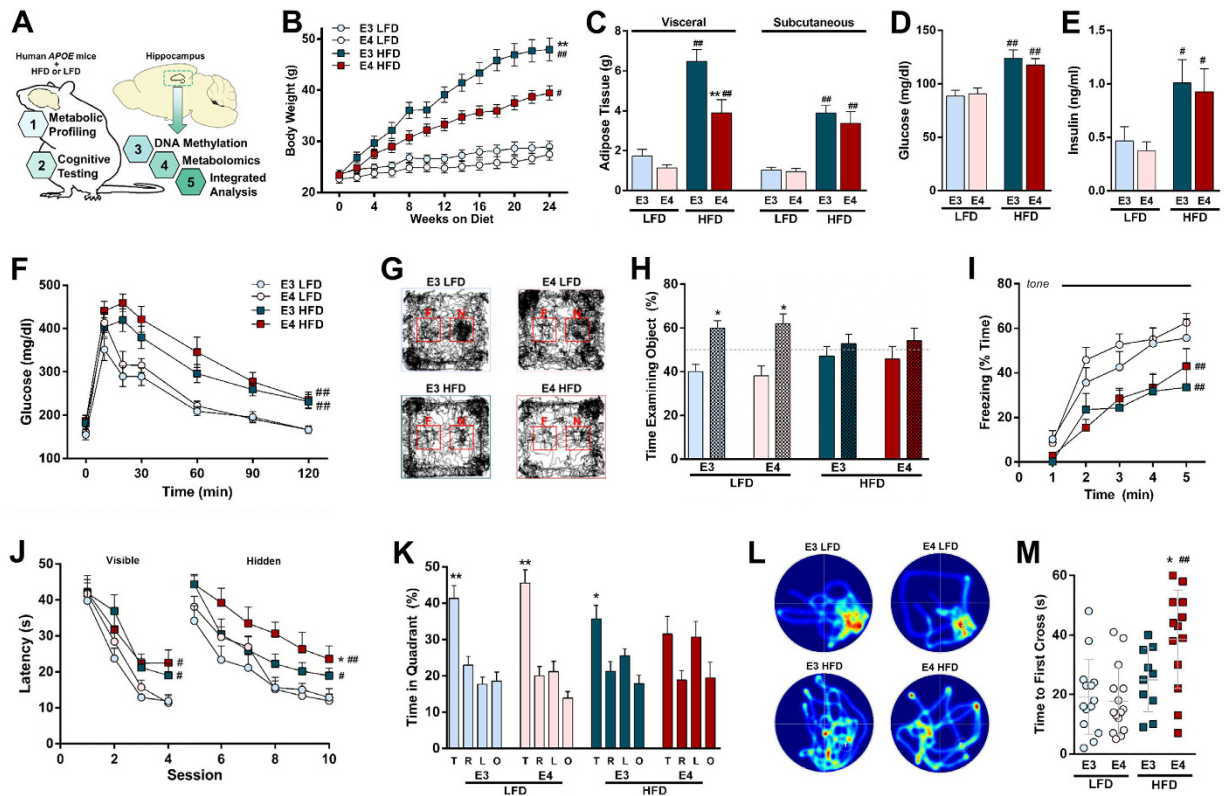 A
Human APOE mice
+
HFD or LFD
Hippocampus
1
Metabolic
Profiling
2
Cognitive
Testing
3
DNA Methylation
4
Metabolomics
5
Integrated
Analysis
B
E3 LFD
E4 LFD
E3 HFD
E4 HFD
Body Weight (g)
60
50
40
30
20
**
##
#
0 4 8 12 16 20 24
Weeks on Diet
C
Visceral Subcutaneous
Adipose Tissue (g)
8
6
4
2
0
## ** ## ## ##
E3 E4 E3 E4 E3 E4 E3 E4
LFD HFD LFD HFD
D
Glucose (mg/dl)
150
100
50
0
## ##
E3 E4 E3 E4
LFD HFD
E
Insulin (ng/ml)
1.5
1.0
0.5
0.0
# #
E3 E4 E3 E4
LFD HFD
F
E3 LFD
E4 LFD
E3 HFD
E4 HFD
Glucose (mg/dl)
500
400
300
200
100
##
##
0 30 60 90 120
Time (min)
G
E3 LFD E4 LFD
F N F N
E3 HFD E4 HFD
F N F N
H
Time Examining Object (%)
80
60
40
20
0
* *
E3 E4 E3 E4
LFD HFD
I
tone
Freezing (% Time)
80
60
40
20
0
##
##
1 2 3 4 5
Time (min)
J
Visible Hidden
Latency (s)
50
40
30
20
10
0
#
#
* ##
#
0 2 4 6 8 10
Session
K
Time in Quadrant (%)
60
40
20
0
** ** *
T R L O T R L O T R L O T R L O
E3 E4 E3 E4
LFD HFD
L
E3 LFD E4 LFD
E3 HFD E4 HFD
M
Time to First Cross (s)
80
60
40
20
0
* ##
E3 E4 E3 E4
LFD HFD